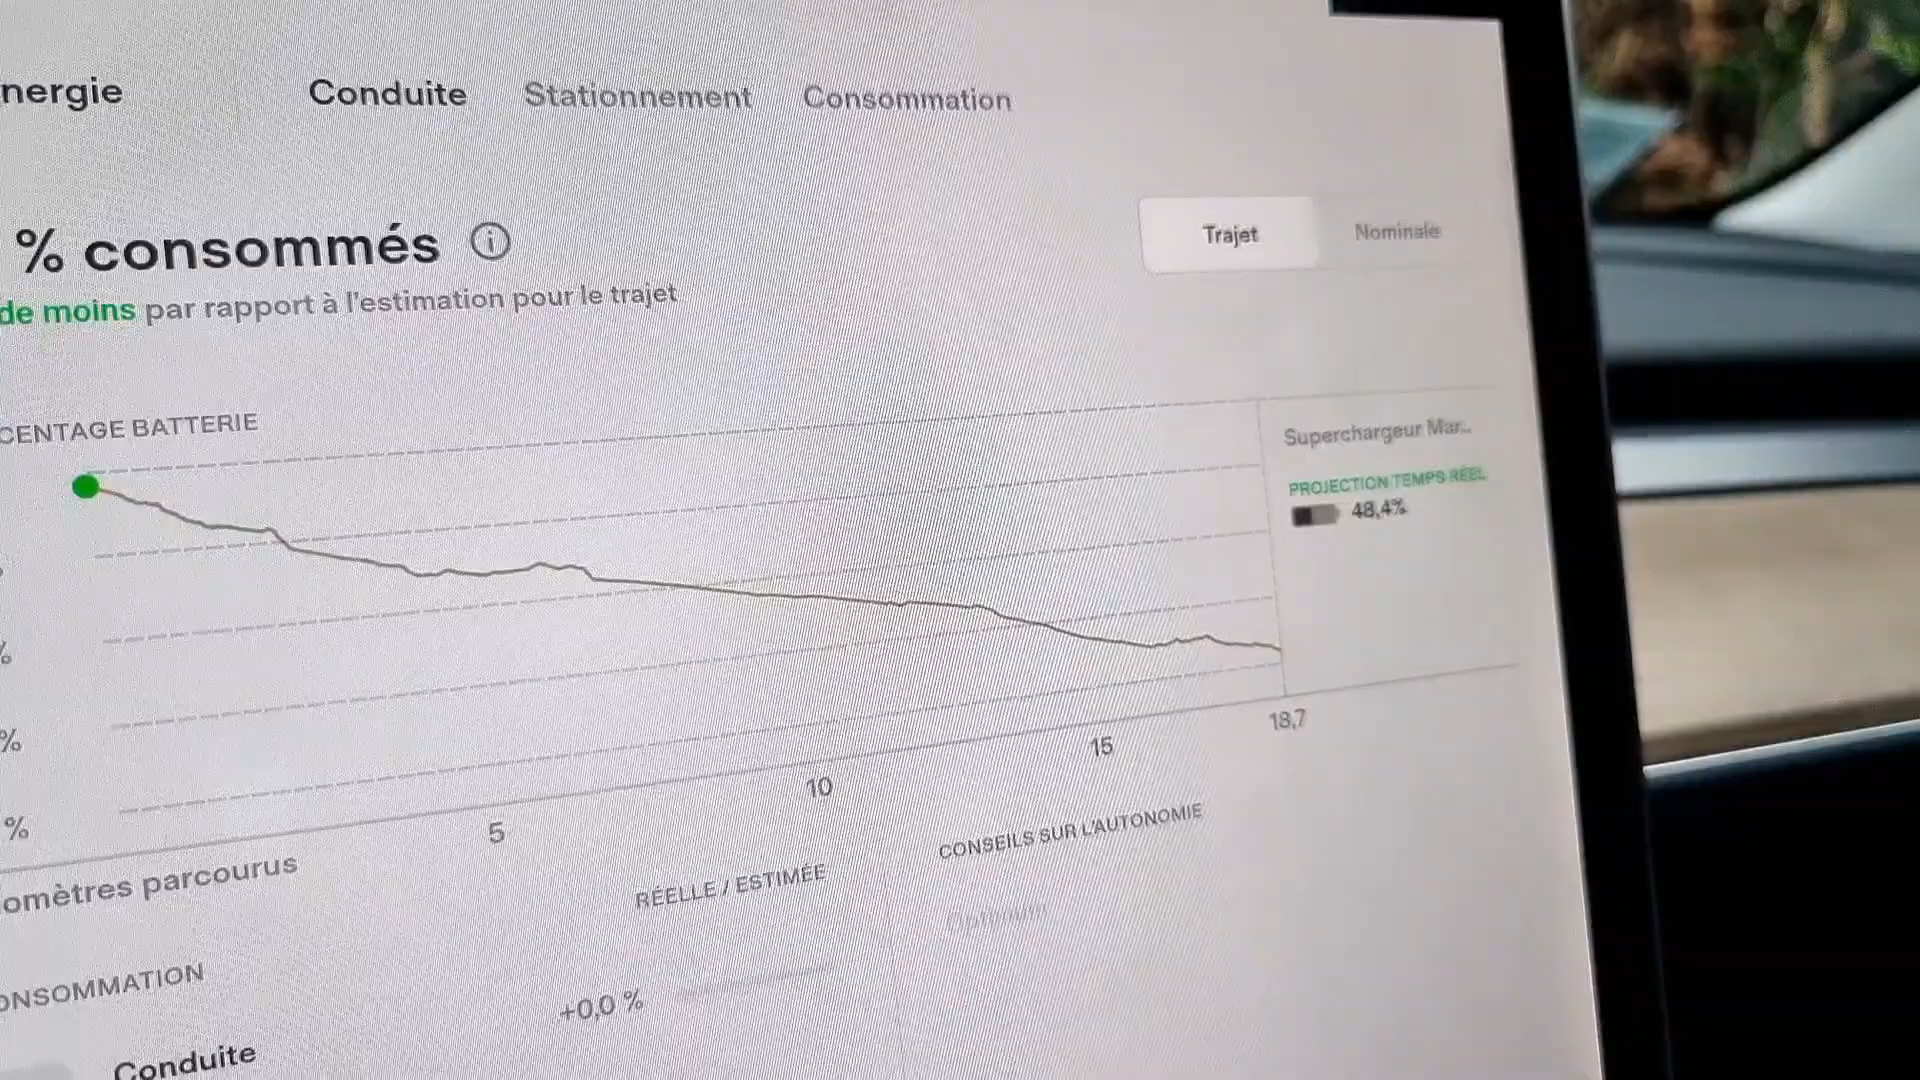 nergie
Conduite
Stationnement
Consommation
% consommés
Trajet
Nominale
de moins par rapport à l'estimation pour le trajet
CENTAGE BATTERIE
Superchargeur Mar...
PROJECTION TEMPS RÉEL
48,4%
%
%
%
5
10
15
18,7
omètres parcourus
RÉELLE / ESTIMÉE
CONSEILS SUR L'AUTONOMIE
Optimum
ONSOMMATION
+0,0 %
Conduite